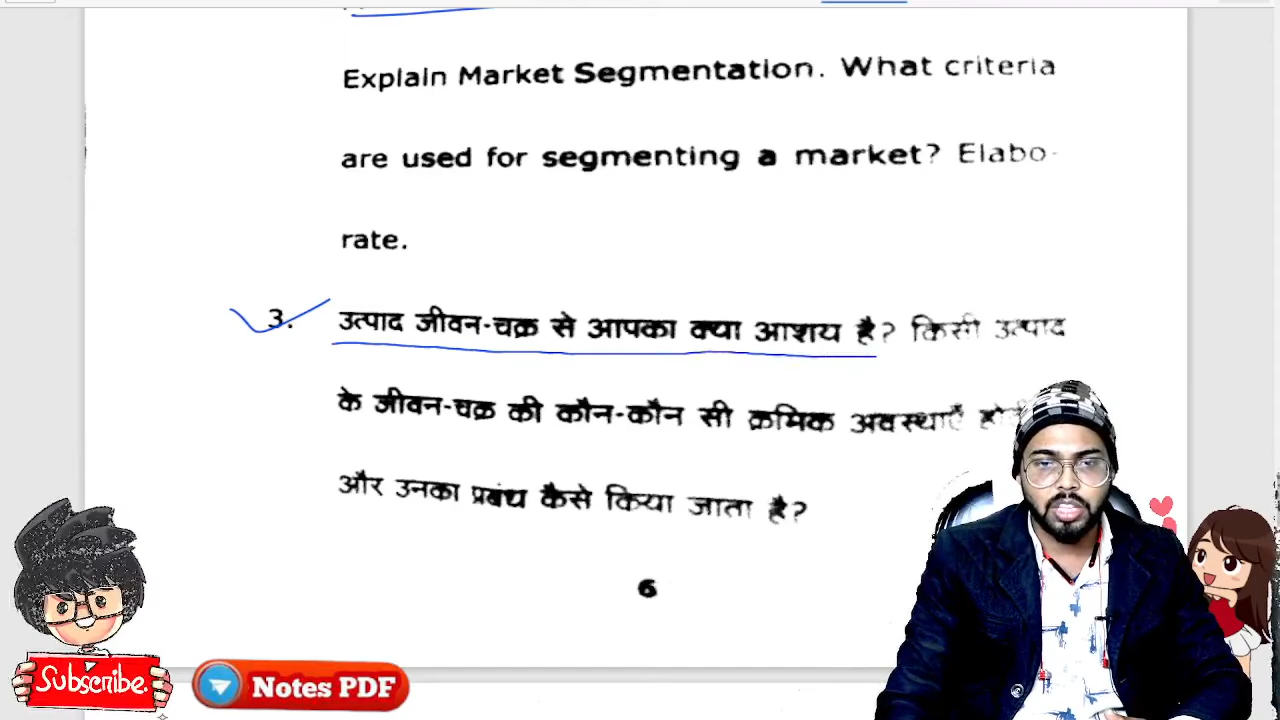 Explain Market Segmentation. What criteria
are used for segmenting a market? Elabo-
rate.
3. उत्पाद जीवन-चक्र से आपका क्या आशय है? किसी उत्पाद
के जीवन-चक्र की कौन-कौन सी क्रमिक अवस्थाएँ
और उनका प्रबंध कैसे किया जाता है?
6
Subscribe.
Notes PDF